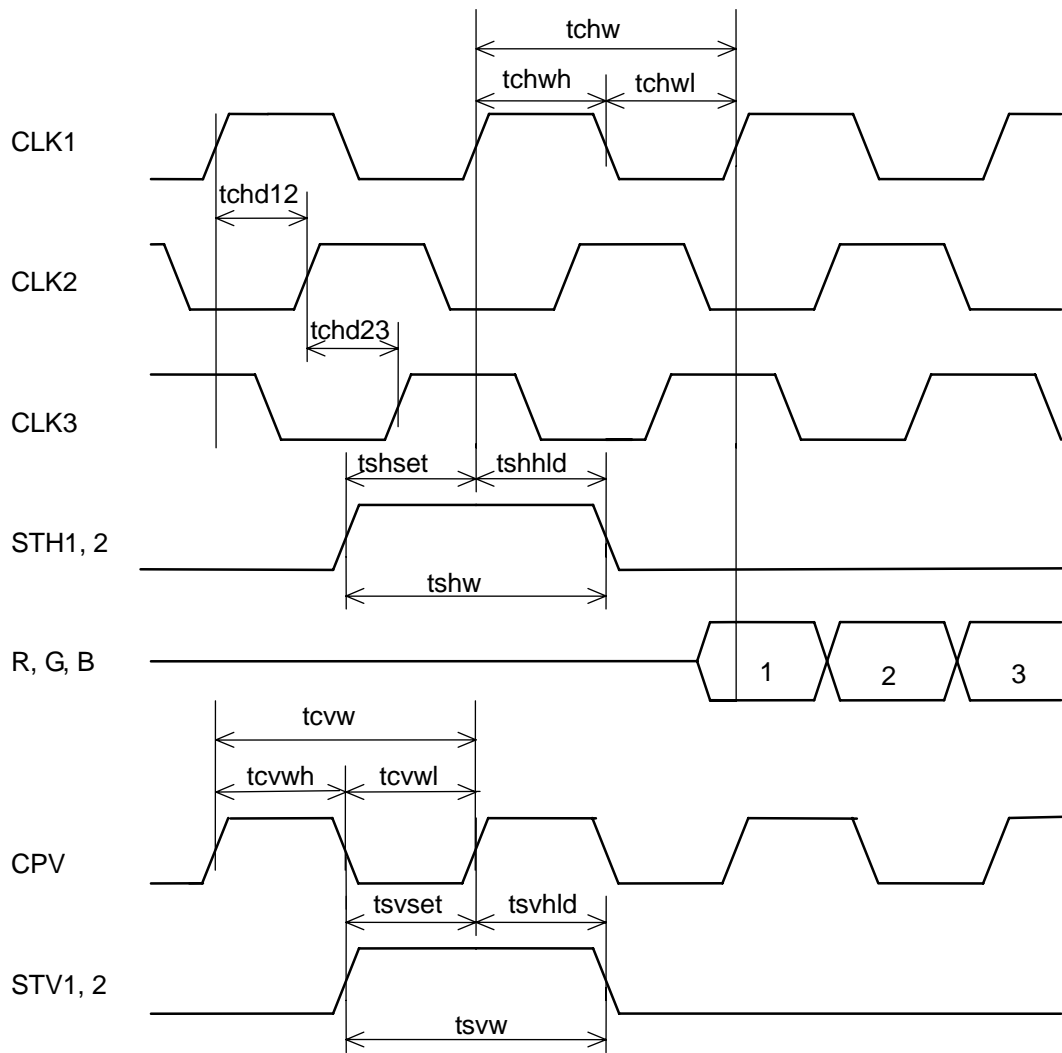 tchw
tchwh tchwl
CLK1
tchd12
CLK2
tchd23
CLK3
tshset tshhld
STH1, 2
tshw
R, G, B
1 2 3
tcvw
tcvwh tcvwl
CPV
tsvset tsvhld
STV1, 2
tsvw